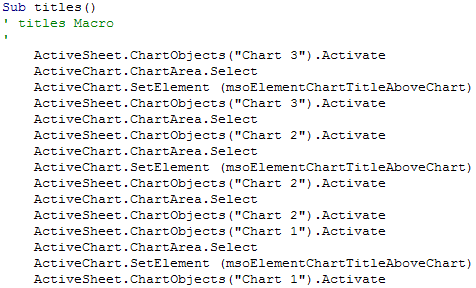 Sub titles()
' titles Macro
'
    ActiveSheet.ChartObjects("Chart 3").Activate
    ActiveChart.ChartArea.Select
    ActiveChart.SetElement (msoElementChartTitleAboveChart)
    ActiveSheet.ChartObjects("Chart 3").Activate
    ActiveChart.ChartArea.Select
    ActiveSheet.ChartObjects("Chart 2").Activate
    ActiveChart.ChartArea.Select
    ActiveChart.SetElement (msoElementChartTitleAboveChart)
    ActiveSheet.ChartObjects("Chart 2").Activate
    ActiveChart.ChartArea.Select
    ActiveSheet.ChartObjects("Chart 2").Activate
    ActiveSheet.ChartObjects("Chart 1").Activate
    ActiveChart.ChartArea.Select
    ActiveChart.SetElement (msoElementChartTitleAboveChart)
    ActiveSheet.ChartObjects("Chart 1").Activate